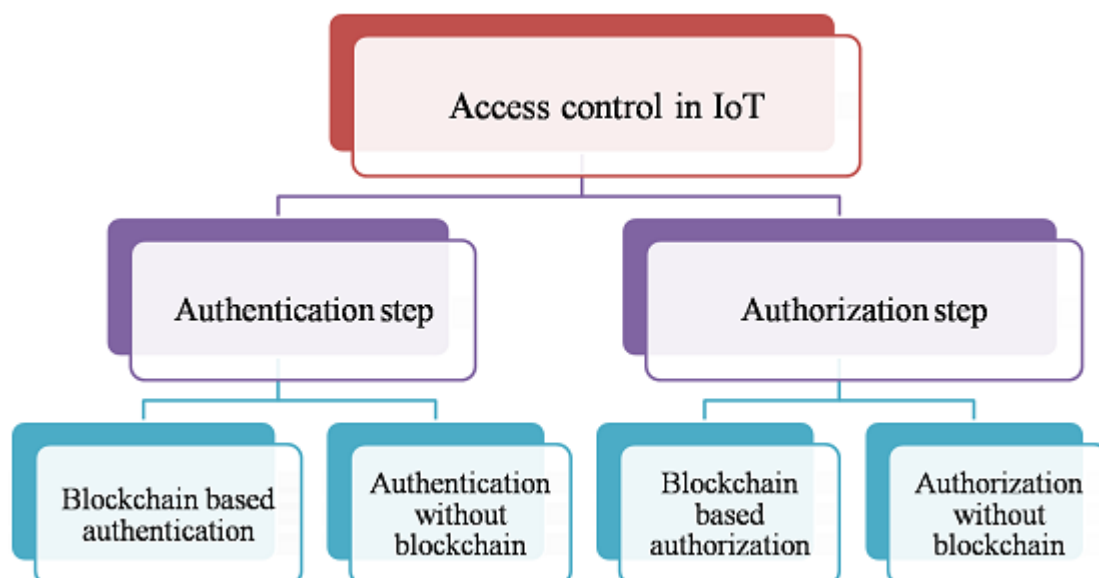 Access control in IoT
Authentication step
Authorization step
Blockchain based
authentication
Authentication
without
blockchain
Blockchain
based
authorization
Authorization
without
blockchain